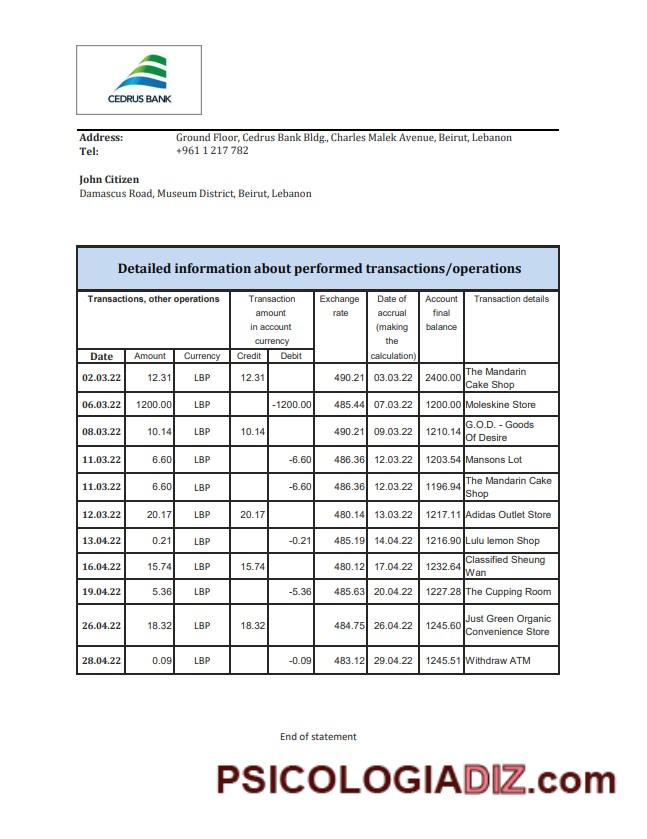 CEDRUS BANK
Address: Ground Floor, Cedrus Bank Bldg., Charles Malek Avenue, Beirut, Lebanon
Tel: +961 1 217 782
John Citizen
Damascus Road, Museum District, Beirut, Lebanon
Detailed information about performed transactions/operations
Transactions, other operations
Transaction
amount
in account
currency
Exchange
rate
Date of
accrual
(making
the
calculation)
Account
final
balance
Transaction details
Date Amount Currency Credit Debit
02.03.22 12.31 LBP 12.31 490.21 03.03.22 2400.00 The Mandarin
Cake Shop
06.03.22 1200.00 LBP -1200.00 485.44 07.03.22 1200.00 Moleskine Store
08.03.22 10.14 LBP 10.14 490.21 09.03.22 1210.14 G.O.D. - Goods
Of Desire
11.03.22 6.60 LBP -6.60 486.36 12.03.22 1203.54 Mansons Lot
11.03.22 6.60 LBP -6.60 486.36 12.03.22 1196.94 The Mandarin Cake
Shop
12.03.22 20.17 LBP 20.17 480.14 13.03.22 1217.11 Adidas Outlet Store
13.04.22 0.21 LBP -0.21 485.19 14.04.22 1216.90 Lulu lemon Shop
16.04.22 15.74 LBP 15.74 480.12 17.04.22 1232.64 Classified Sheung
Wan
19.04.22 5.36 LBP -5.36 485.63 20.04.22 1227.28 The Cupping Room
26.04.22 18.32 LBP 18.32 484.75 26.04.22 1245.60 Just Green Organic
Convenience Store
28.04.22 0.09 LBP -0.09 483.12 29.04.22 1245.51 Withdraw ATM
End of statement
PSICOLOGIADIZ.com